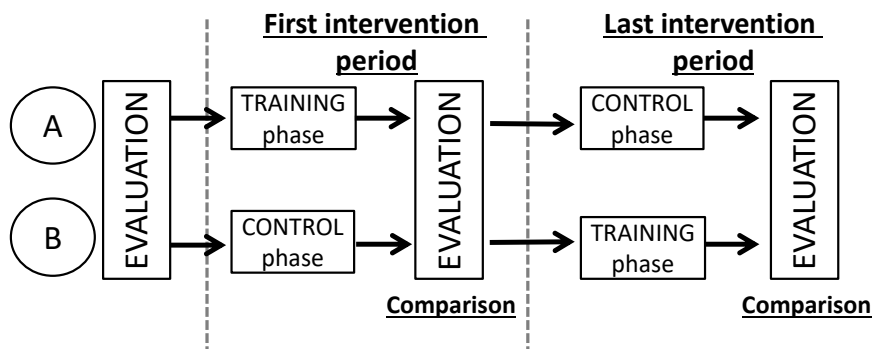 First intervention
period
Last intervention
period
A
B
EVALUATION
TRAINING
phase
CONTROL
phase
EVALUATION
Comparison
CONTROL
phase
TRAINING
phase
EVALUATION
Comparison